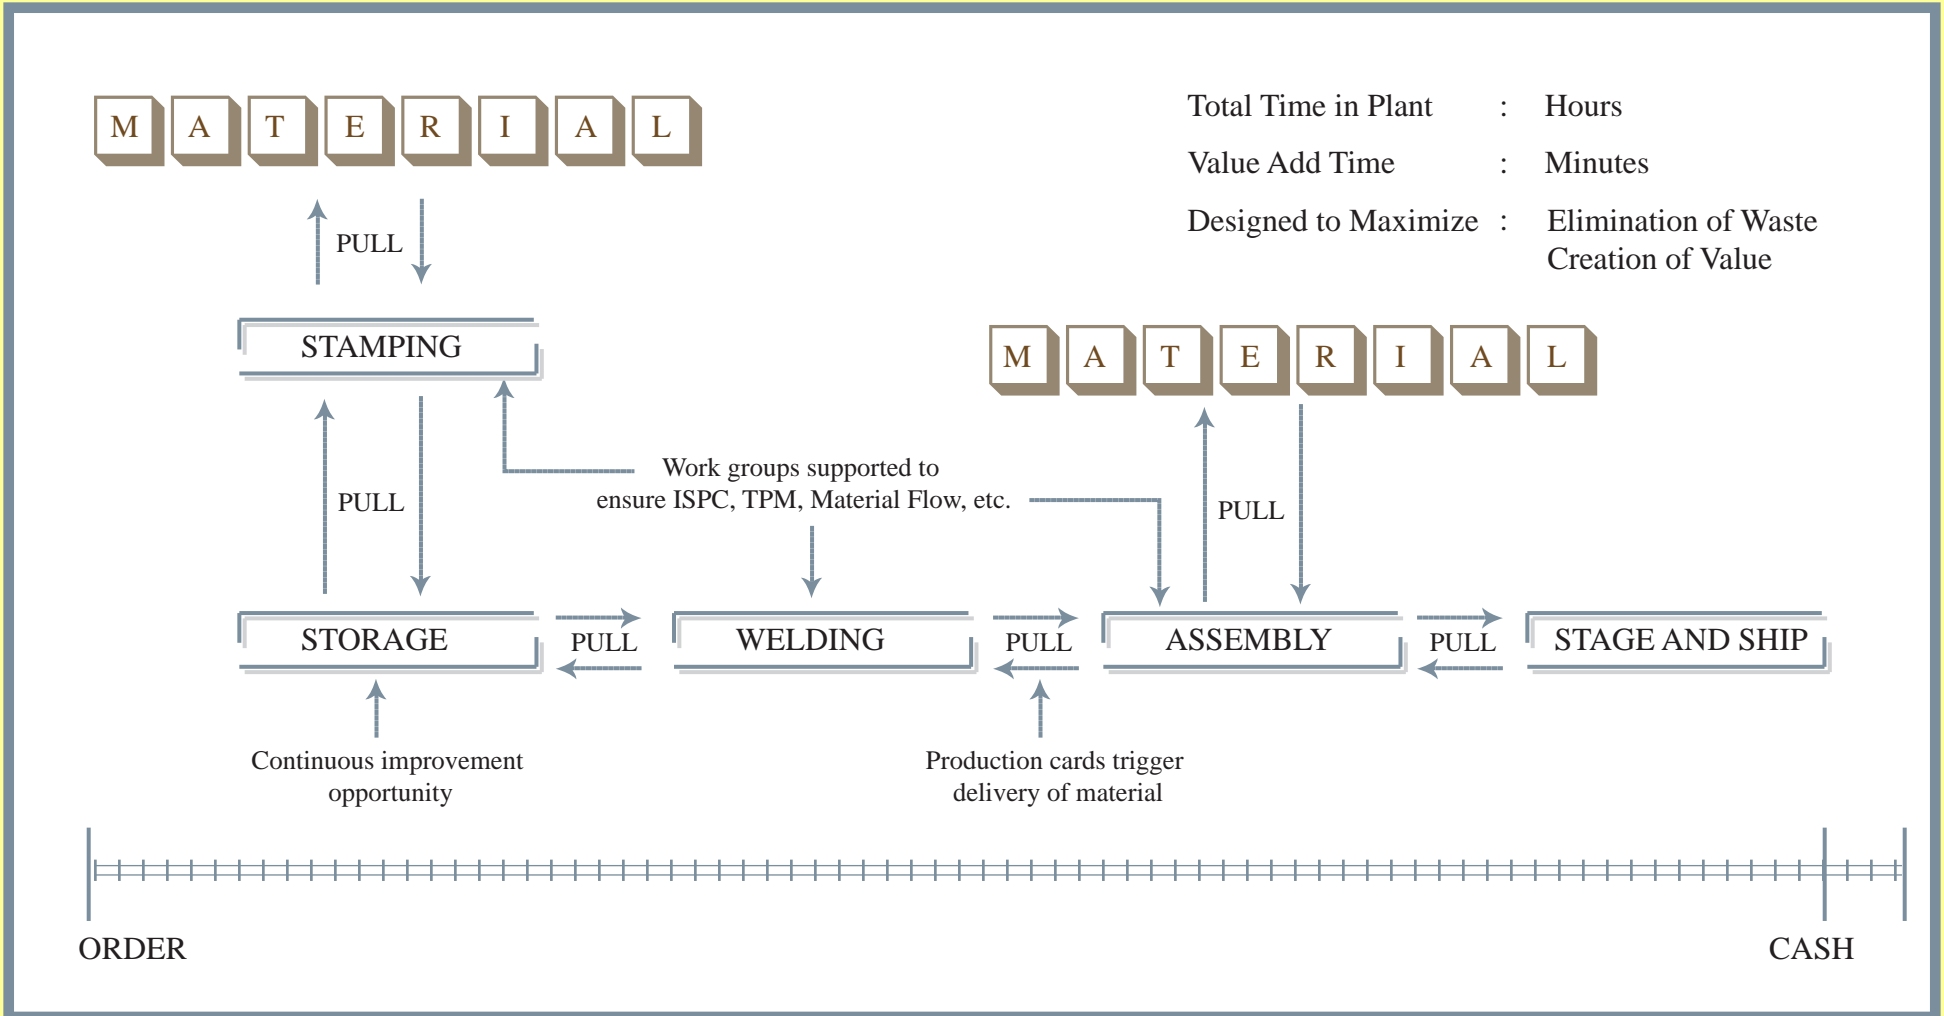 MATERIAL
Total Time in Plant : Hours
Value Add Time : Minutes
Designed to Maximize : Elimination of Waste
Creation of Value
PULL
STAMPING
MATERIAL
Work groups supported to
ensure ISPC, TPM, Material Flow, etc.
PULL
PULL
STORAGE
PULL
WELDING
PULL
ASSEMBLY
PULL
STAGE AND SHIP
Continuous improvement
opportunity
Production cards trigger
delivery of material
ORDER
CASH